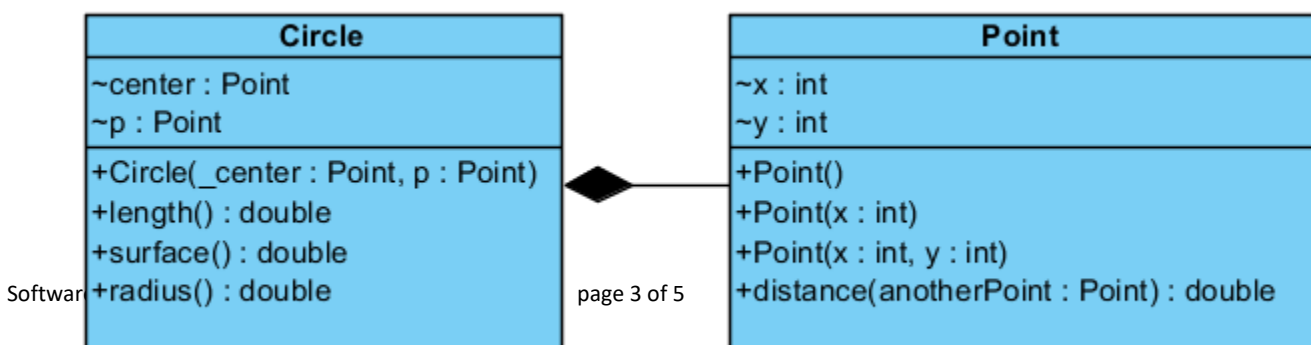 Circle
~center : Point
~p : Point
+Circle(_center : Point, p : Point)
+length() : double
+surface() : double
+radius() : double
Point
~x : int
~y : int
+Point()
+Point(x : int)
+Point(x : int, y : int)
+distance(anotherPoint : Point) : double
page 3 of 5